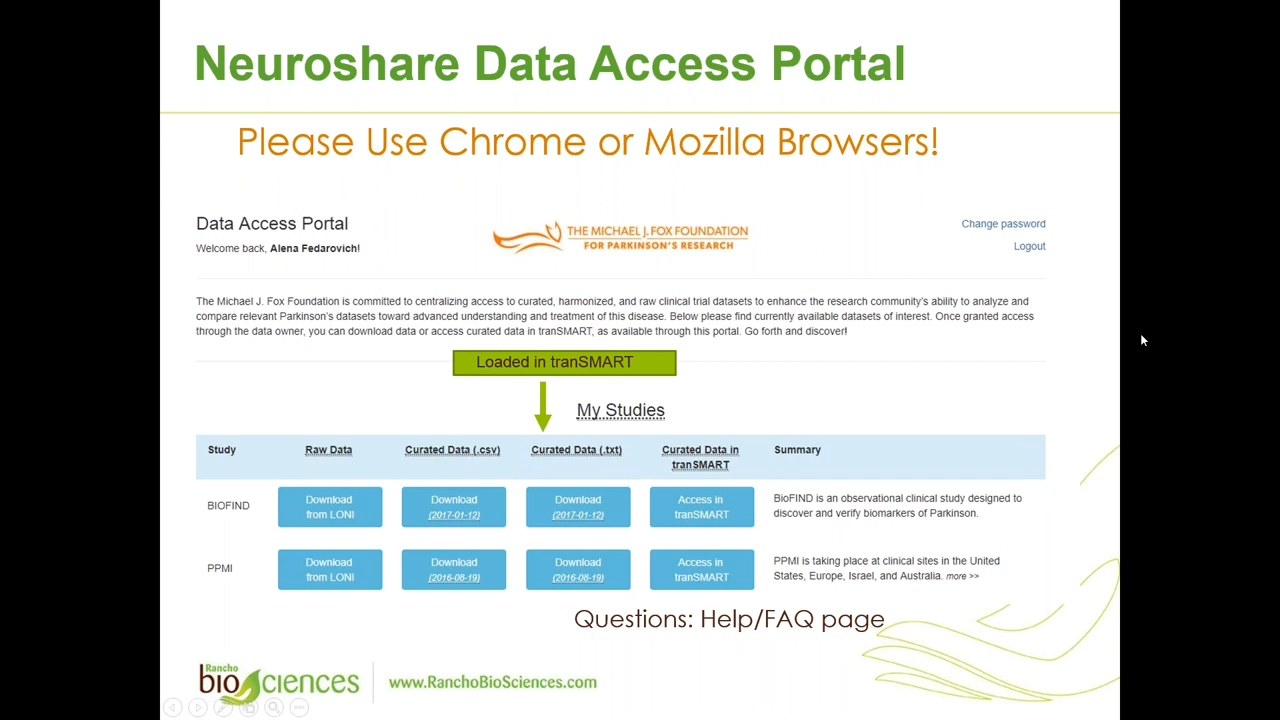 Neuroshare Data Access Portal
Please Use Chrome or Mozilla Browsers!
Data Access Portal
Welcome back, Alena Fedarovich!
THE MICHAEL J. FOX FOUNDATION
FOR PARKINSON'S RESEARCH
Change password
Logout
The Michael J. Fox Foundation is committed to centralizing access to curated, harmonized, and raw clinical trial datasets to enhance the research community's ability to analyze and
compare relevant Parkinson's datasets toward advanced understanding and treatment of this disease. Below please find currently available datasets of interest. Once granted access
through the data owner, you can download data or access curated data in tranSMART, as available through this portal. Go forth and discover!
Loaded in tranSMART
My Studies
Study Raw Data Curated Data (.csv) Curated Data (.txt) Curated Data in Summary
tranSMART
BIOFIND
Download
from LONI
Download
(2017-01-12)
Download
(2017-01-12)
Access in
tranSMART
BioFIND is an observational clinical study designed to
discover and verify biomarkers of Parkinson.
PPMI
Download
from LONI
Download
(2016-08-19)
Download
(2016-08-19)
Access in
tranSMART
PPMI is taking place at clinical sites in the United
States, Europe, Israel, and Australia. more >>
Questions: Help/FAQ page
Rancho
biosciences
www.RanchoBioSciences.com